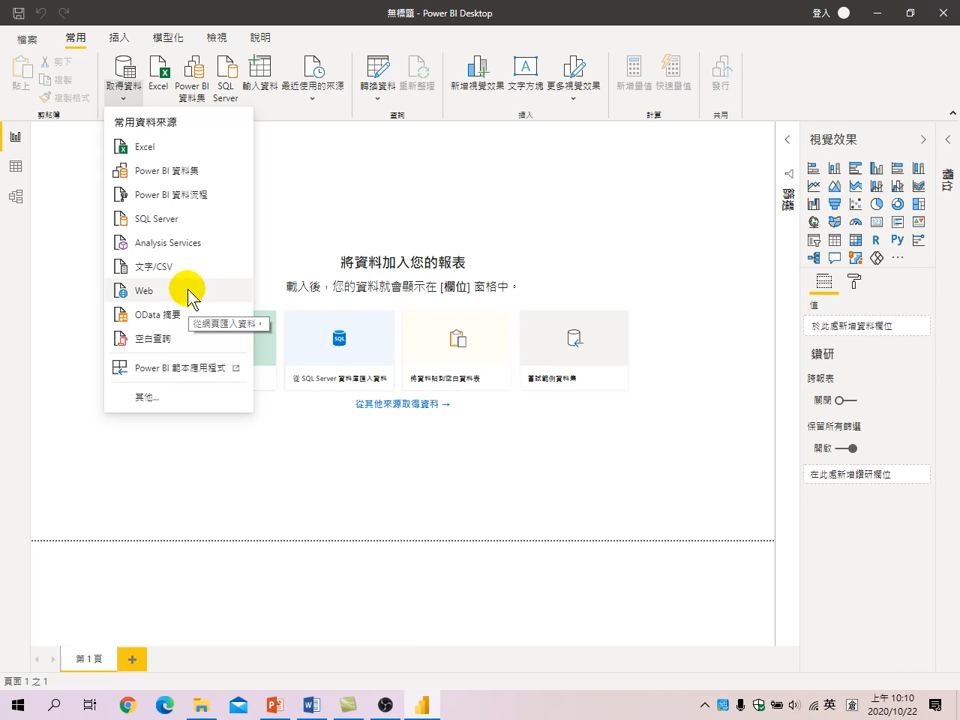 無標題 - Power BI Desktop
登入
檔案
常用
插入
模型化
檢視
說明
貼上
剪下
複製
複製格式
剪貼簿
取得資料
Excel
Power BI 資料集
SQL Server
輸入資料
最近使用的來源
轉換資料
重新整理
查詢
新增視覺效果
文字方塊
更多視覺效果
插入
新增量值
快速量值
計算
發行
共用
常用資料來源
Excel
Power BI 資料集
Power BI 資料流程
SQL Server
Analysis Services
文字/CSV
Web
從網頁匯入資料。
OData 摘要
空白查詢
Power BI 範本應用程式
其他...
將資料加入您的報表
載入後，您的資料就會顯示在 [欄位] 窗格中。
SQL
從 SQL Server 資料庫匯入資料
將資料貼到空白資料表
嘗試範例資料集
從其他來源取得資料 →
篩選
視覺效果
R
Py
欄位
值
於此處新增資料欄位
鑽研
跨報表
關閉
保留所有篩選
開啟
在此處新增鑽研欄位
第 1 頁
頁面 1 之 1
英
倉
上午 10:10
2020/10/22